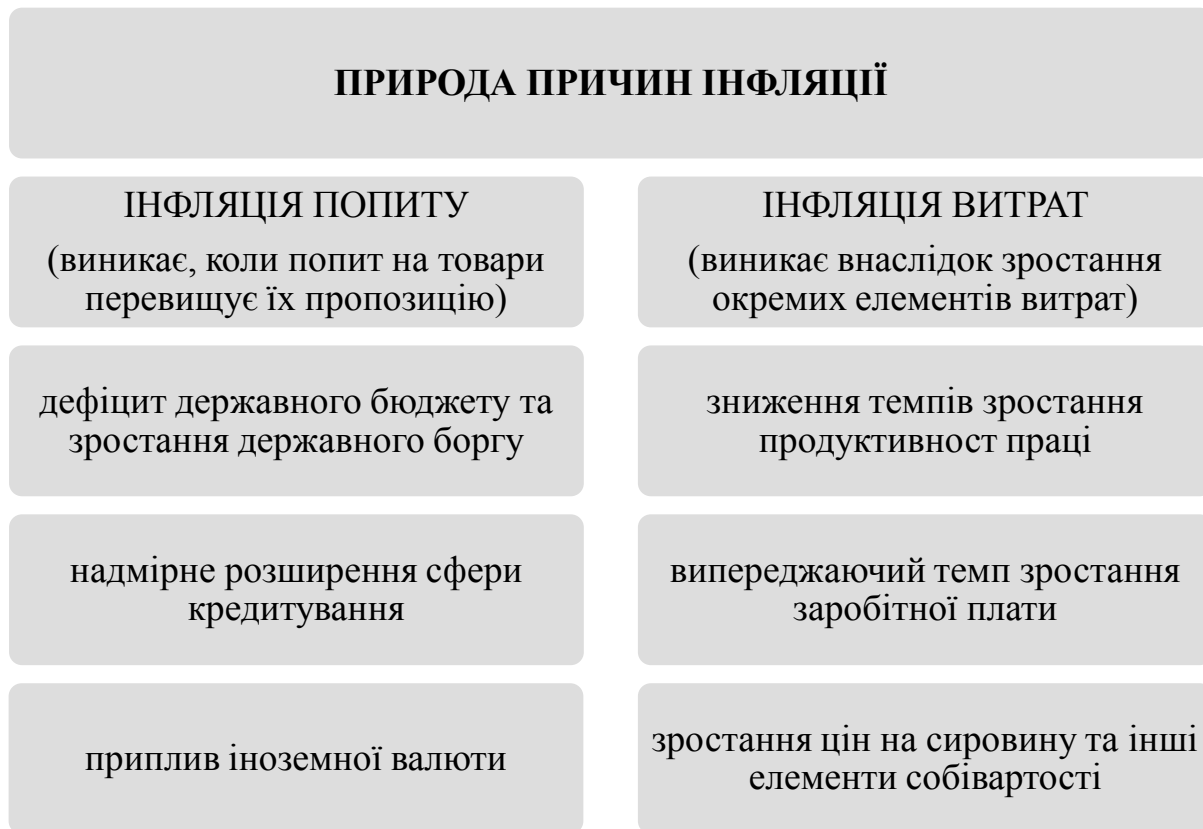 ПРИРОДА ПРИЧИН ІНФЛЯЦІЇ
ІНФЛЯЦІЯ ПОПИТУ
(виникає, коли попит на товари
перевищує їх пропозицію)
дефіцит державного бюджету та
зростання державного боргу
надмірне розширення сфери
кредитування
приплив іноземної валюти
ІНФЛЯЦІЯ ВИТРАТ
(виникає внаслідок зростання
окремих елементів витрат)
зниження темпів зростання
продуктивност праці
випереджаючий темп зростання
заробітної плати
зростання цін на сировину та інші
елементи собівартості